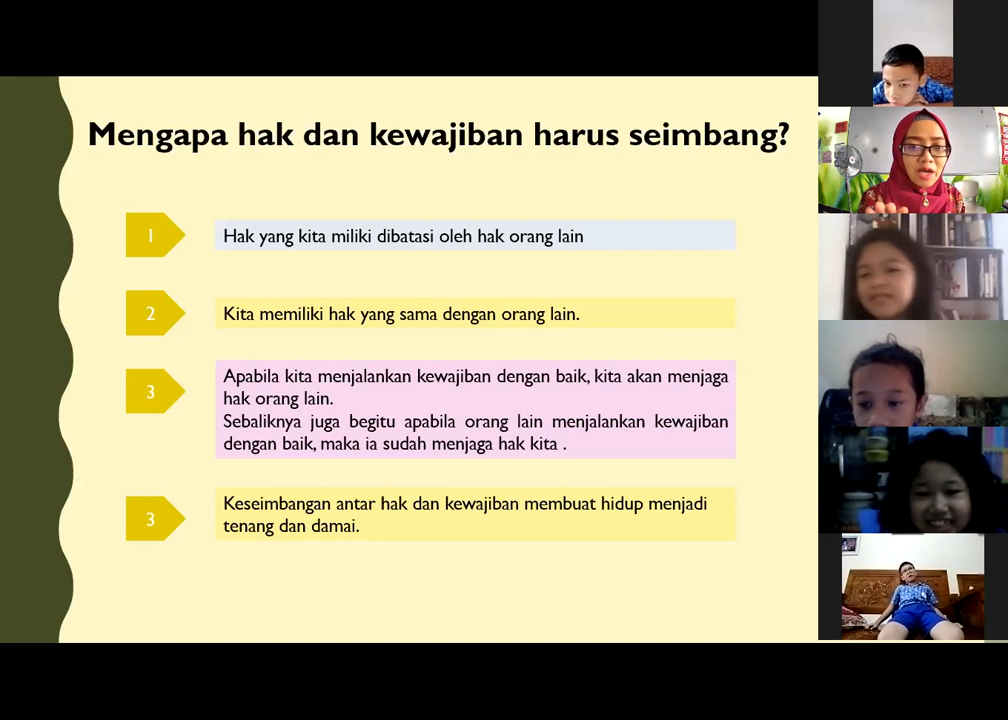 Mengapa hak dan kewajiban harus seimbang?
1
Hak yang kita miliki dibatasi oleh hak orang lain
2
Kita memiliki hak yang sama dengan orang lain.
3
Apabila kita menjalankan kewajiban dengan baik, kita akan menjaga
hak orang lain.
Sebaliknya juga begitu apabila orang lain menjalankan kewajiban
dengan baik, maka ia sudah menjaga hak kita .
3
Keseimbangan antar hak dan kewajiban membuat hidup menjadi
tenang dan damai.